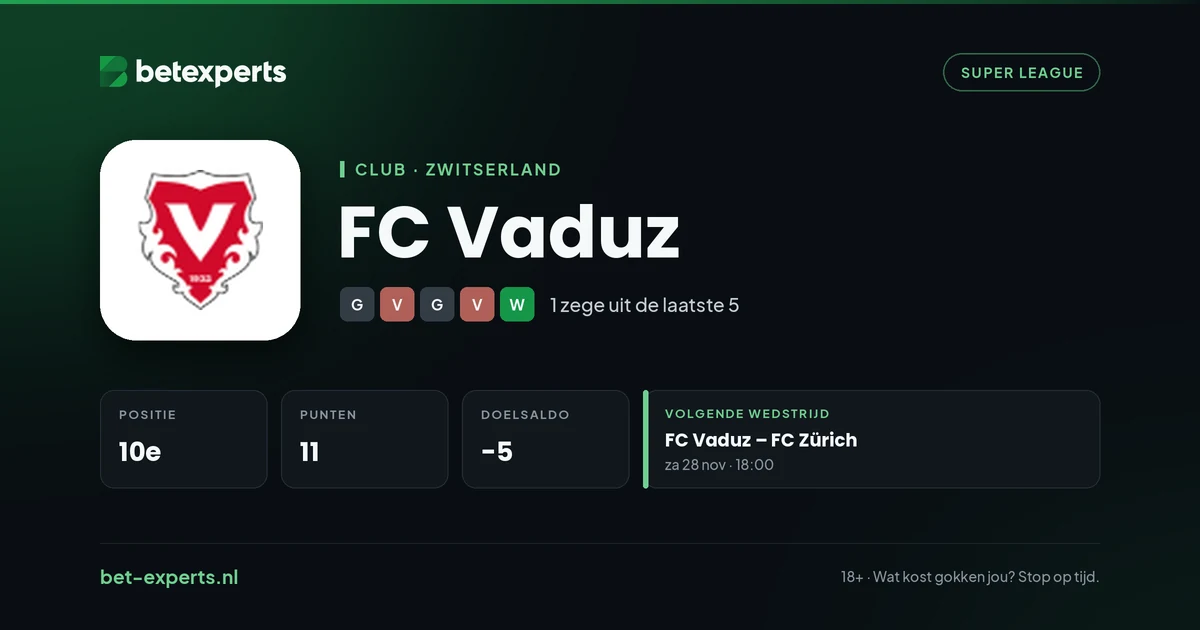 betexperts
SUPER LEAGUE
V
1932
CLUB · ZWITSERLAND
FC Vaduz
G V G V W 1 zege uit de laatste 5
POSITIE
10e
PUNTEN
11
DOELSALDO
-5
VOLGENDE WEDSTRIJD
FC Vaduz – FC Zürich
za 28 nov · 18:00
bet-experts.nl
18+ · Wat kost gokken jou? Stop op tijd.